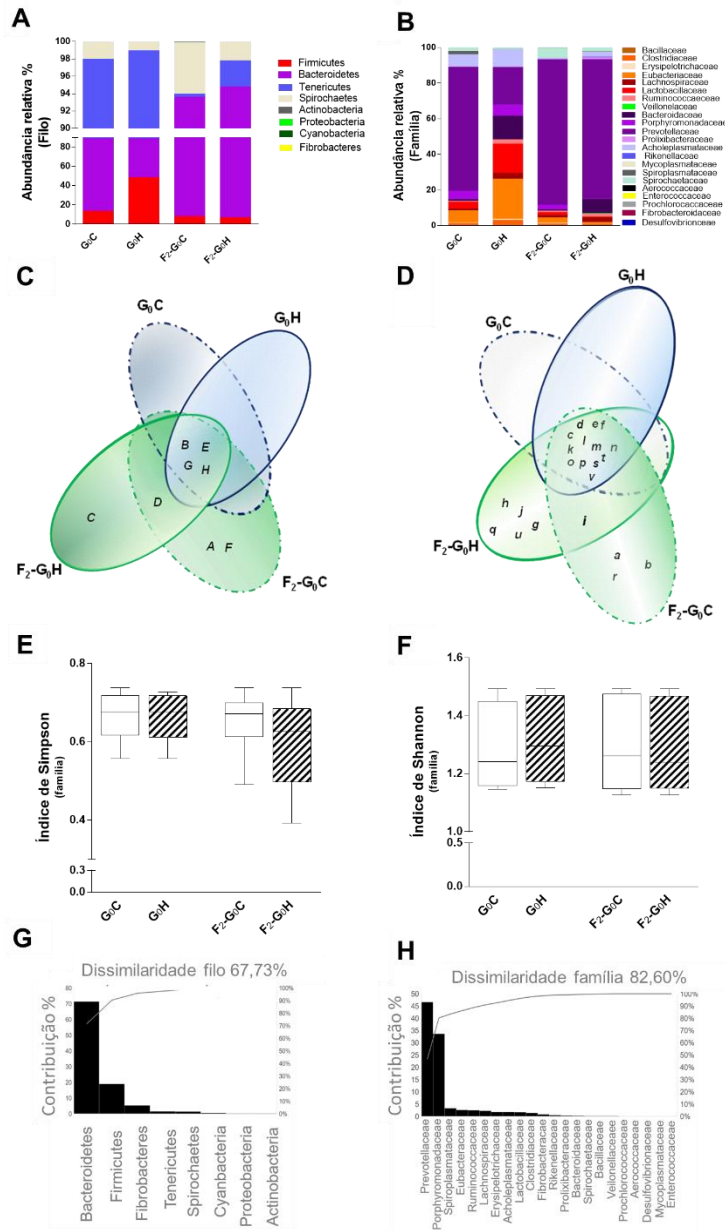 A
Abundância relativa %
(Filo)
100
98
96
94
92
90
80
60
40
20
0
G₀C
G₀H
F₂-G₀C
F₂-G₀H
Firmicutes
Bacteroidetes
Tenericutes
Spirochaetes
Actinobacteria
Proteobacteria
Cyanobacteria
Fibrobacteres
B
Abundância relativa %
(Família)
100
80
60
40
20
0
G₀C
G₀H
F₂-G₀C
F₂-G₀H
Bacillaceae
Clostridiaceae
Erysipelotrichaceae
Eubacteriaceae
Lachnospiraceae
Lactobacillaceae
Ruminococcaeceae
Veillonelaceae
Bacteroidaceae
Porphyromonadaceae
Prevotellaceae
Prolixibacteraceae
Acholeplasmataceae
Rikenellaceae
Mycoplasmataceae
Spiroplasmataceae
Spirochaetaceae
Aerococcaceae
Enterococcaceae
Prochlorococcaceae
Fibrobacteroidaceae
Desulfovibrionceae
C
G₀C
G₀H
B E
G H
D
C
A F
F₂-G₀H
F₂-G₀C
D
G₀H
G₀C
d e f
c l m n
k
o p s t
v
h j
q u g
i
a
b
r
F₂-G₀H
F₂-G₀C
E
Índice de Simpson
(família)
0.8
0.6
0.4
0.3
0.0
G₀C
G₀H
F₂-G₀C
F₂-G₀H
F
Índice de Shannon
(família)
1.6
1.4
1.2
1.0
0.5
0.0
G₀C
G₀H
F₂-G₀C
F₂-G₀H
G
Dissimilaridade filo 67,73%
Contribuição %
80
70
60
50
40
30
20
10
0
100%
90%
80%
70%
60%
50%
40%
30%
20%
10%
0%
Bacteroidetes
Firmicutes
Fibrobacteres
Tenericutes
Spirochaetes
Cyanbacteria
Proteobacteria
Actinobacteria
H
Dissimilaridade família 82,60%
Contribuição %
50
45
40
35
30
25
20
15
10
5
0
100%
90%
80%
70%
60%
50%
40%
30%
20%
10%
0%
Prevotellaceae
Porphyromonadaceae
Spiroplasmataceae
Eubacteraceae
Ruminococcaceae
Lachnospiraceae
Erysipelotrichaceae
Acholeplasmataceae
Lactobbacillaceae
Clostridiaceae
Fibrobacteracae
Rikenellaceae
Prolixibacteraceae
Bacteroidaceae
Spirochaetaceae
Bacillaceae
Veilonellaceaee
Prochlorococcaceae
Aerococcaceae
Desulfovibrionaceae
Mycoplasmataceae
Enterococcaceae